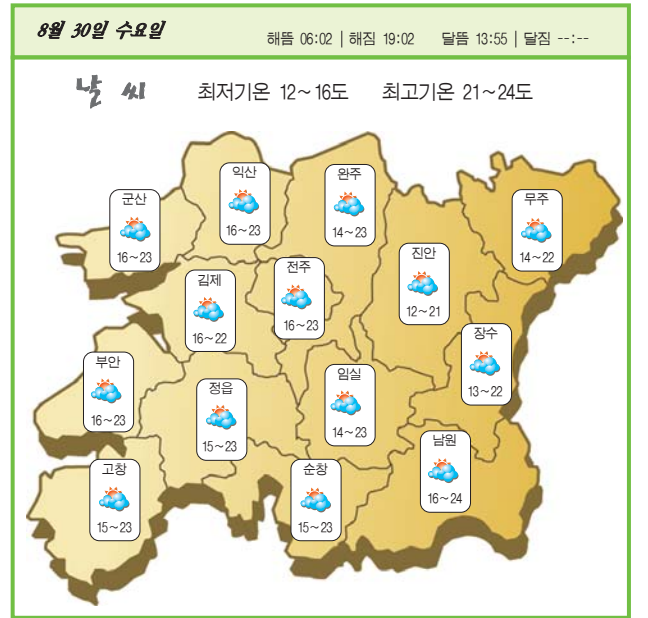 8월 30일 수요일
해뜸 06:02 | 해짐 19:02 달뜸 13:55 | 달짐 --:--
날 씨 최저기온 12~16도 최고기온 21~24도
익산
16~23
완주
14~23
군산
16~23
무주
14~22
진안
12~21
전주
16~23
김제
16~22
장수
13~22
부안
16~23
임실
14~23
정읍
15~23
남원
16~24
고창
15~23
순창
15~23